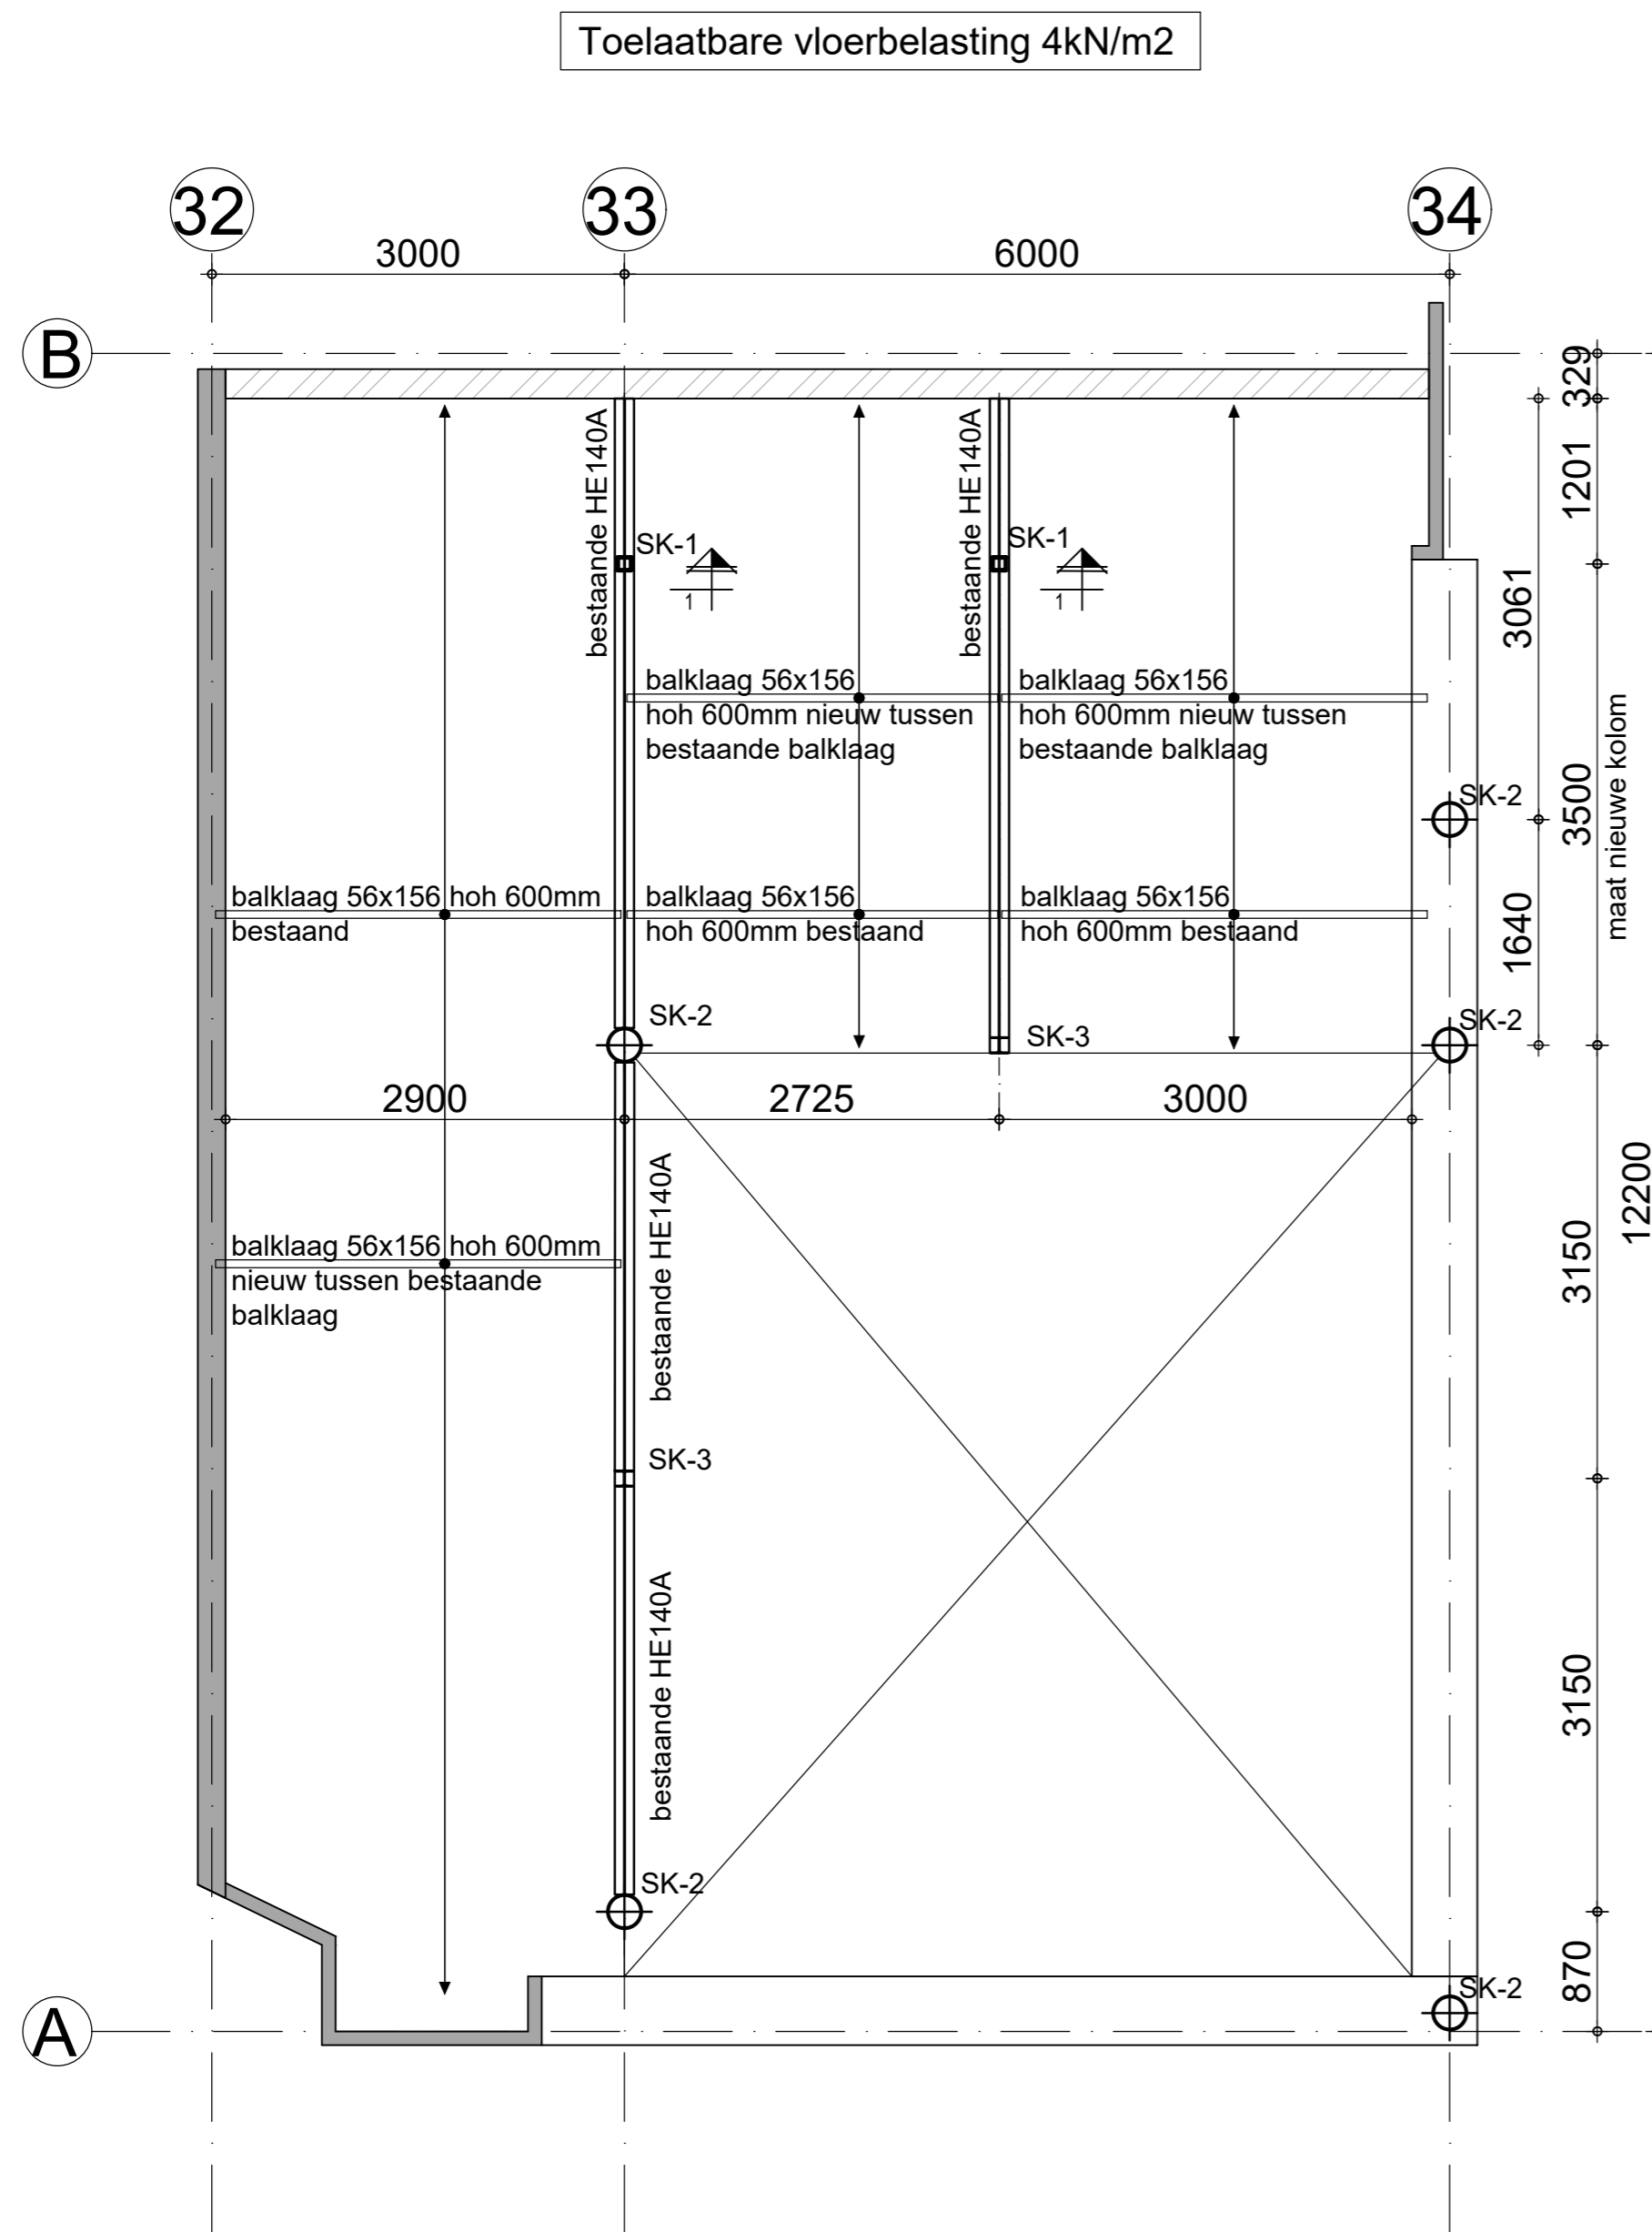 Toelaatbare vloerbelasting 4kN/m2
32
33
34
3000
6000
B
329
1201
3061
3500
maat nieuwe kolom
1640
12200
3150
3150
870
bestaande HE140A
bestaande HE140A
SK-1
SK-1
1
1
balklaag 56x156
hoh 600mm nieuw tussen
bestaande balklaag
balklaag 56x156
hoh 600mm nieuw tussen
bestaande balklaag
SK-2
balklaag 56x156 hoh 600mm
bestaand
balklaag 56x156
hoh 600mm bestaand
balklaag 56x156
hoh 600mm bestaand
SK-2
SK-3
SK-2
2900
2725
3000
bestaande HE140A
balklaag 56x156 hoh 600mm
nieuw tussen bestaande
balklaag
SK-3
bestaande HE140A
SK-2
SK-2
A